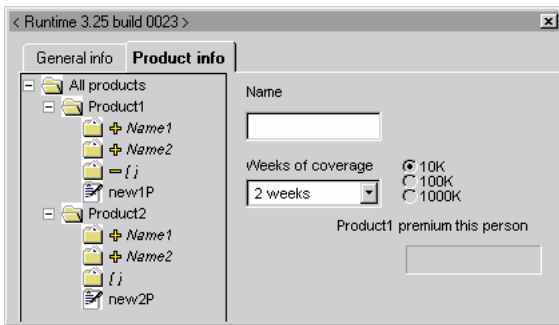 < Runtime 3.25 build 0023 >
General info Product info
All products
Product1
Name1
Name2
{ }
new1P
Product2
Name1
Name2
{ }
new2P
Name
Weeks of coverage
2 weeks
10K
100K
1000K
Product1 premium this person